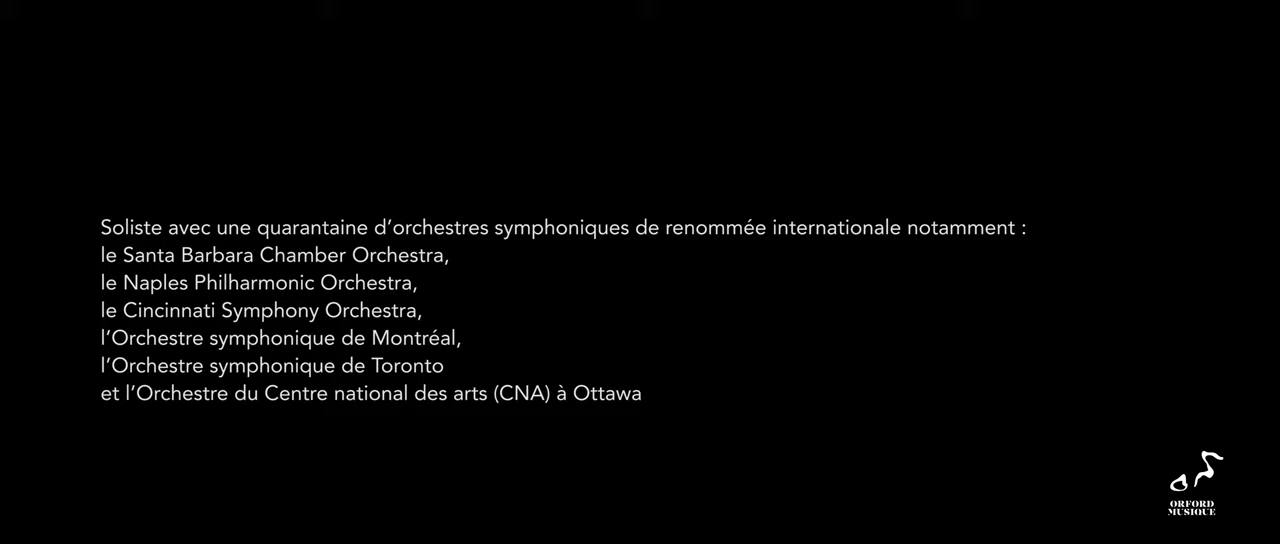 Soliste avec une quarantaine d’orchestres symphoniques de renommée internationale notamment :
le Santa Barbara Chamber Orchestra,
le Naples Philharmonic Orchestra,
le Cincinnati Symphony Orchestra,
l’Orchestre symphonique de Montréal,
l’Orchestre symphonique de Toronto
et l’Orchestre du Centre national des arts (CNA) à Ottawa
ORFORD
MUSIQUE